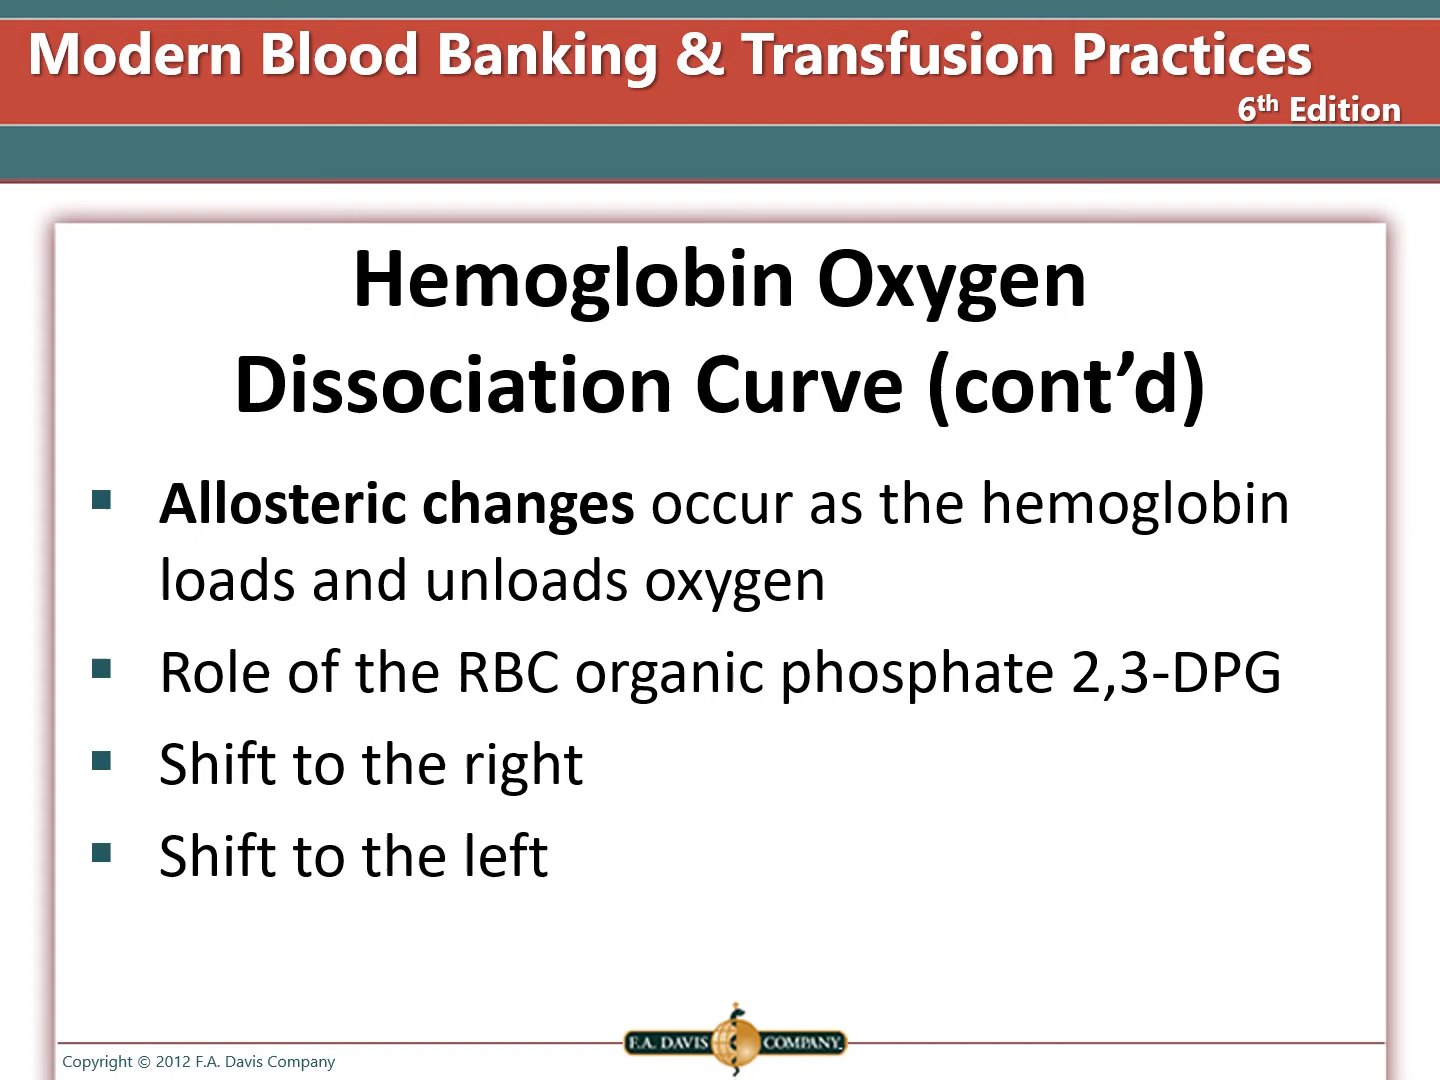 Modern Blood Banking & Transfusion Practices
6th Edition
Hemoglobin Oxygen
Dissociation Curve (cont’d)
▪ Allosteric changes occur as the hemoglobin
loads and unloads oxygen
▪ Role of the RBC organic phosphate 2,3-DPG
▪ Shift to the right
▪ Shift to the left
F.A. DAVIS COMPANY
Copyright © 2012 F.A. Davis Company